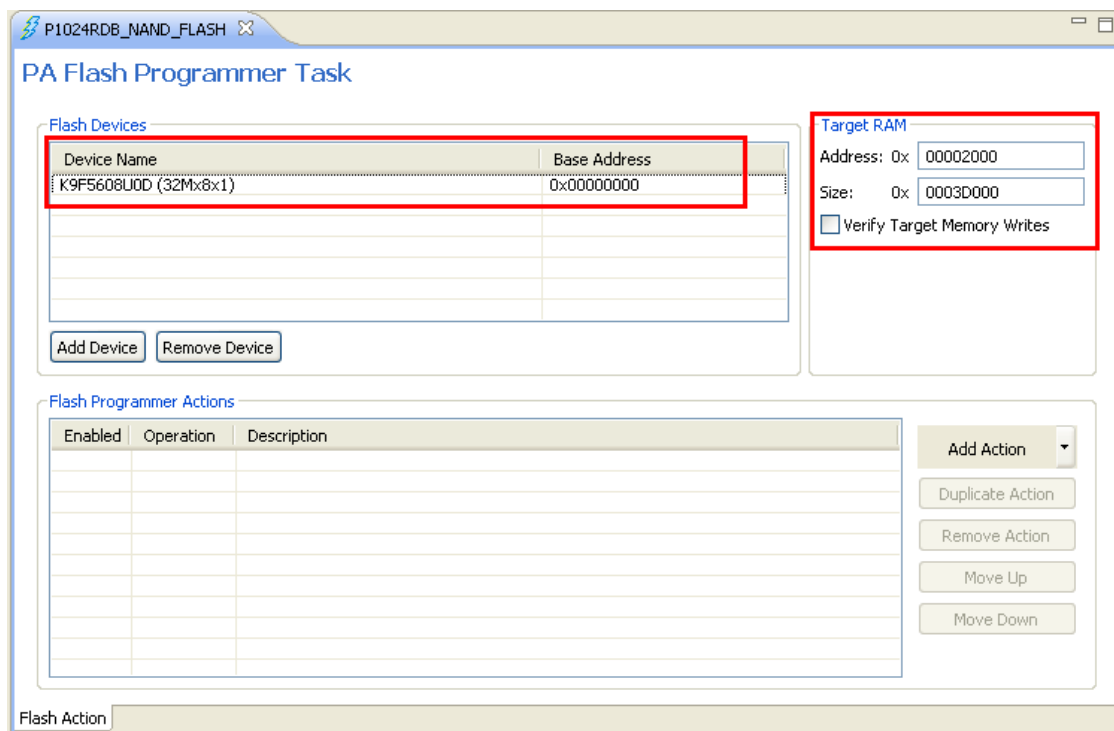 P1024RDB_NAND_FLASH
PA Flash Programmer Task
Flash Devices
Device Name Base Address
K9F5608U0D (32Mx8x1) 0x00000000
Add Device Remove Device
Target RAM
Address: 0x 00002000
Size: 0x 0003D000
Verify Target Memory Writes
Flash Programmer Actions
Enabled Operation Description
Add Action
Duplicate Action
Remove Action
Move Up
Move Down
Flash Action